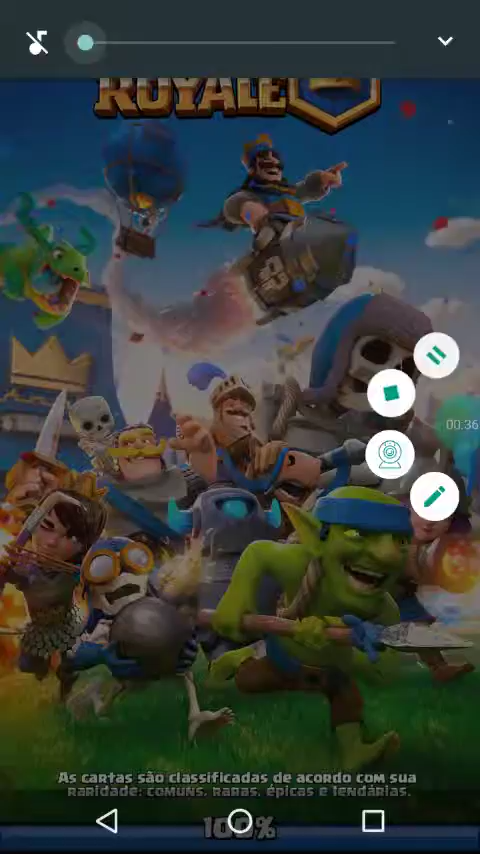 ROYALE
00:36
As cartas são classificadas de acordo com sua
raridade: comuns, raras, épicas e lendárias.
100%